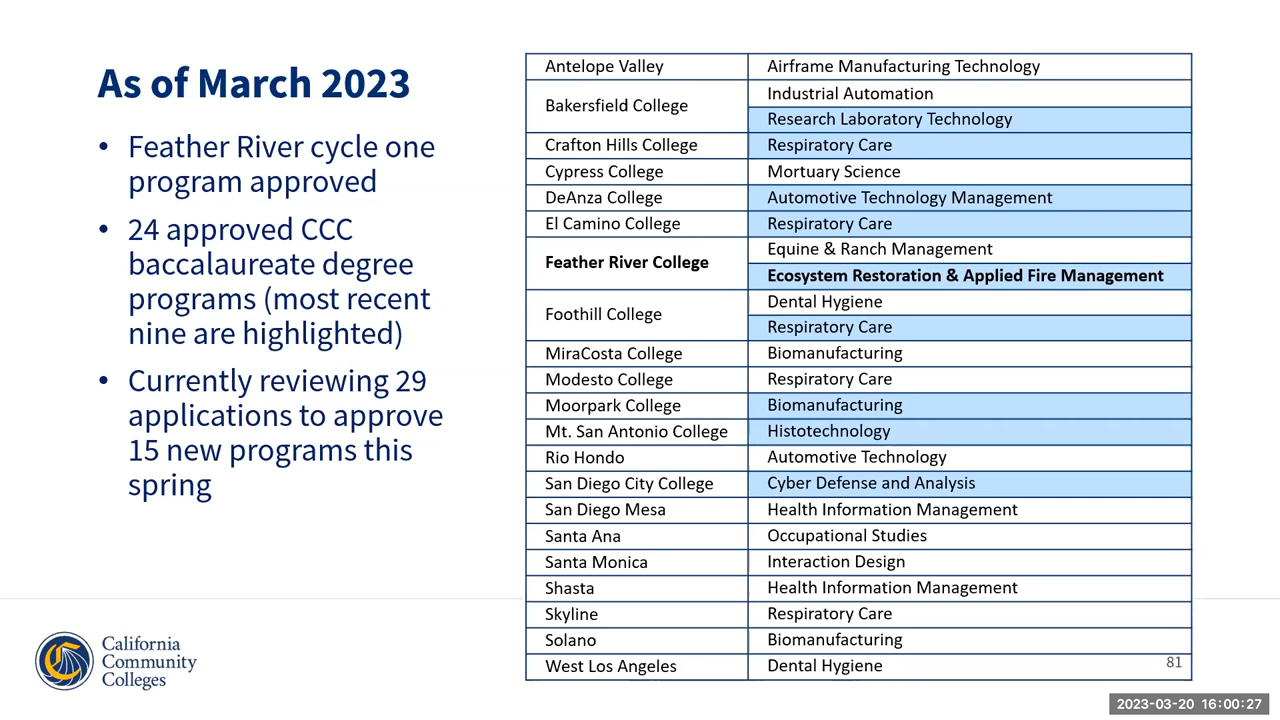 As of March 2023
• Feather River cycle one
program approved
• 24 approved CCC
baccalaureate degree
programs (most recent
nine are highlighted)
• Currently reviewing 29
applications to approve
15 new programs this
spring
Antelope Valley Airframe Manufacturing Technology
Bakersfield College Industrial Automation
Research Laboratory Technology
Crafton Hills College Respiratory Care
Cypress College Mortuary Science
DeAnza College Automotive Technology Management
El Camino College Respiratory Care
Feather River College Equine & Ranch Management
Ecosystem Restoration & Applied Fire Management
Foothill College Dental Hygiene
Respiratory Care
MiraCosta College Biomanufacturing
Modesto College Respiratory Care
Moorpark College Biomanufacturing
Mt. San Antonio College Histotechnology
Rio Hondo Automotive Technology
San Diego City College Cyber Defense and Analysis
San Diego Mesa Health Information Management
Santa Ana Occupational Studies
Santa Monica Interaction Design
Shasta Health Information Management
Skyline Respiratory Care
Solano Biomanufacturing
West Los Angeles Dental Hygiene
81
California
Community
Colleges
2023-03-20 16:00:27